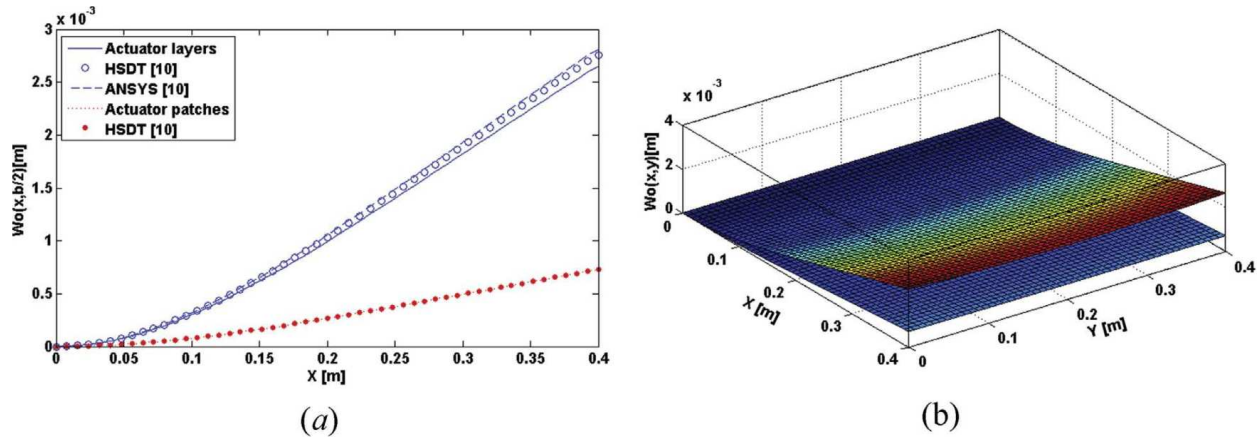 x 10⁻³
3
2.5
2
1.5
1
0.5
0
Wo(x,b/2)[m]
Actuator layers
HSDT [10]
ANSYS [10]
Actuator patches
HSDT [10]
0 0.05 0.1 0.15 0.2 0.25 0.3 0.35 0.4
X [m]
(a)
x 10⁻³
4
2
0
Wo(x,y)[m]
0
0.1
0.2
0.3
0.4
X [m]
0
0.1
0.2
0.3
0.4
Y [m]
(b)